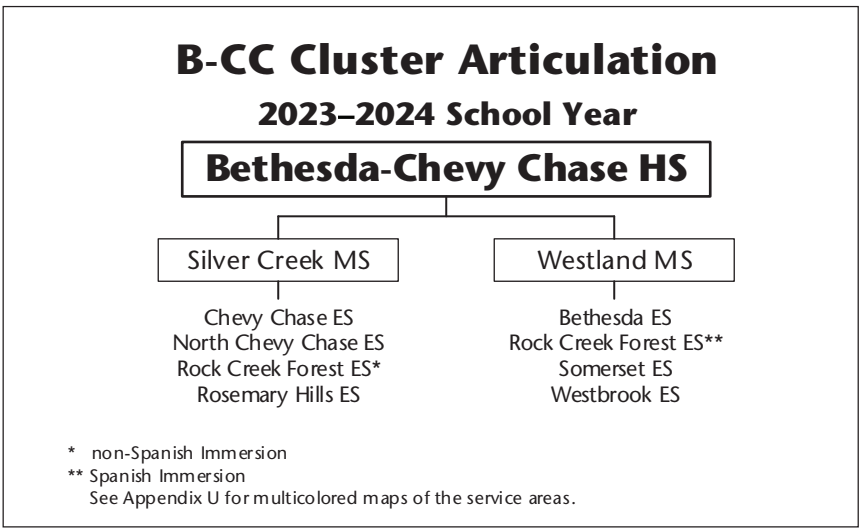 B-CC Cluster Articulation
2023–2024 School Year
Bethesda-Chevy Chase HS
Silver Creek MS
Chevy Chase ES
North Chevy Chase ES
Rock Creek Forest ES*
Rosemary Hills ES
Westland MS
Bethesda ES
Rock Creek Forest ES**
Somerset ES
Westbrook ES
* non-Spanish Immersion
** Spanish Immersion
See Appendix U for multicolored maps of the service areas.